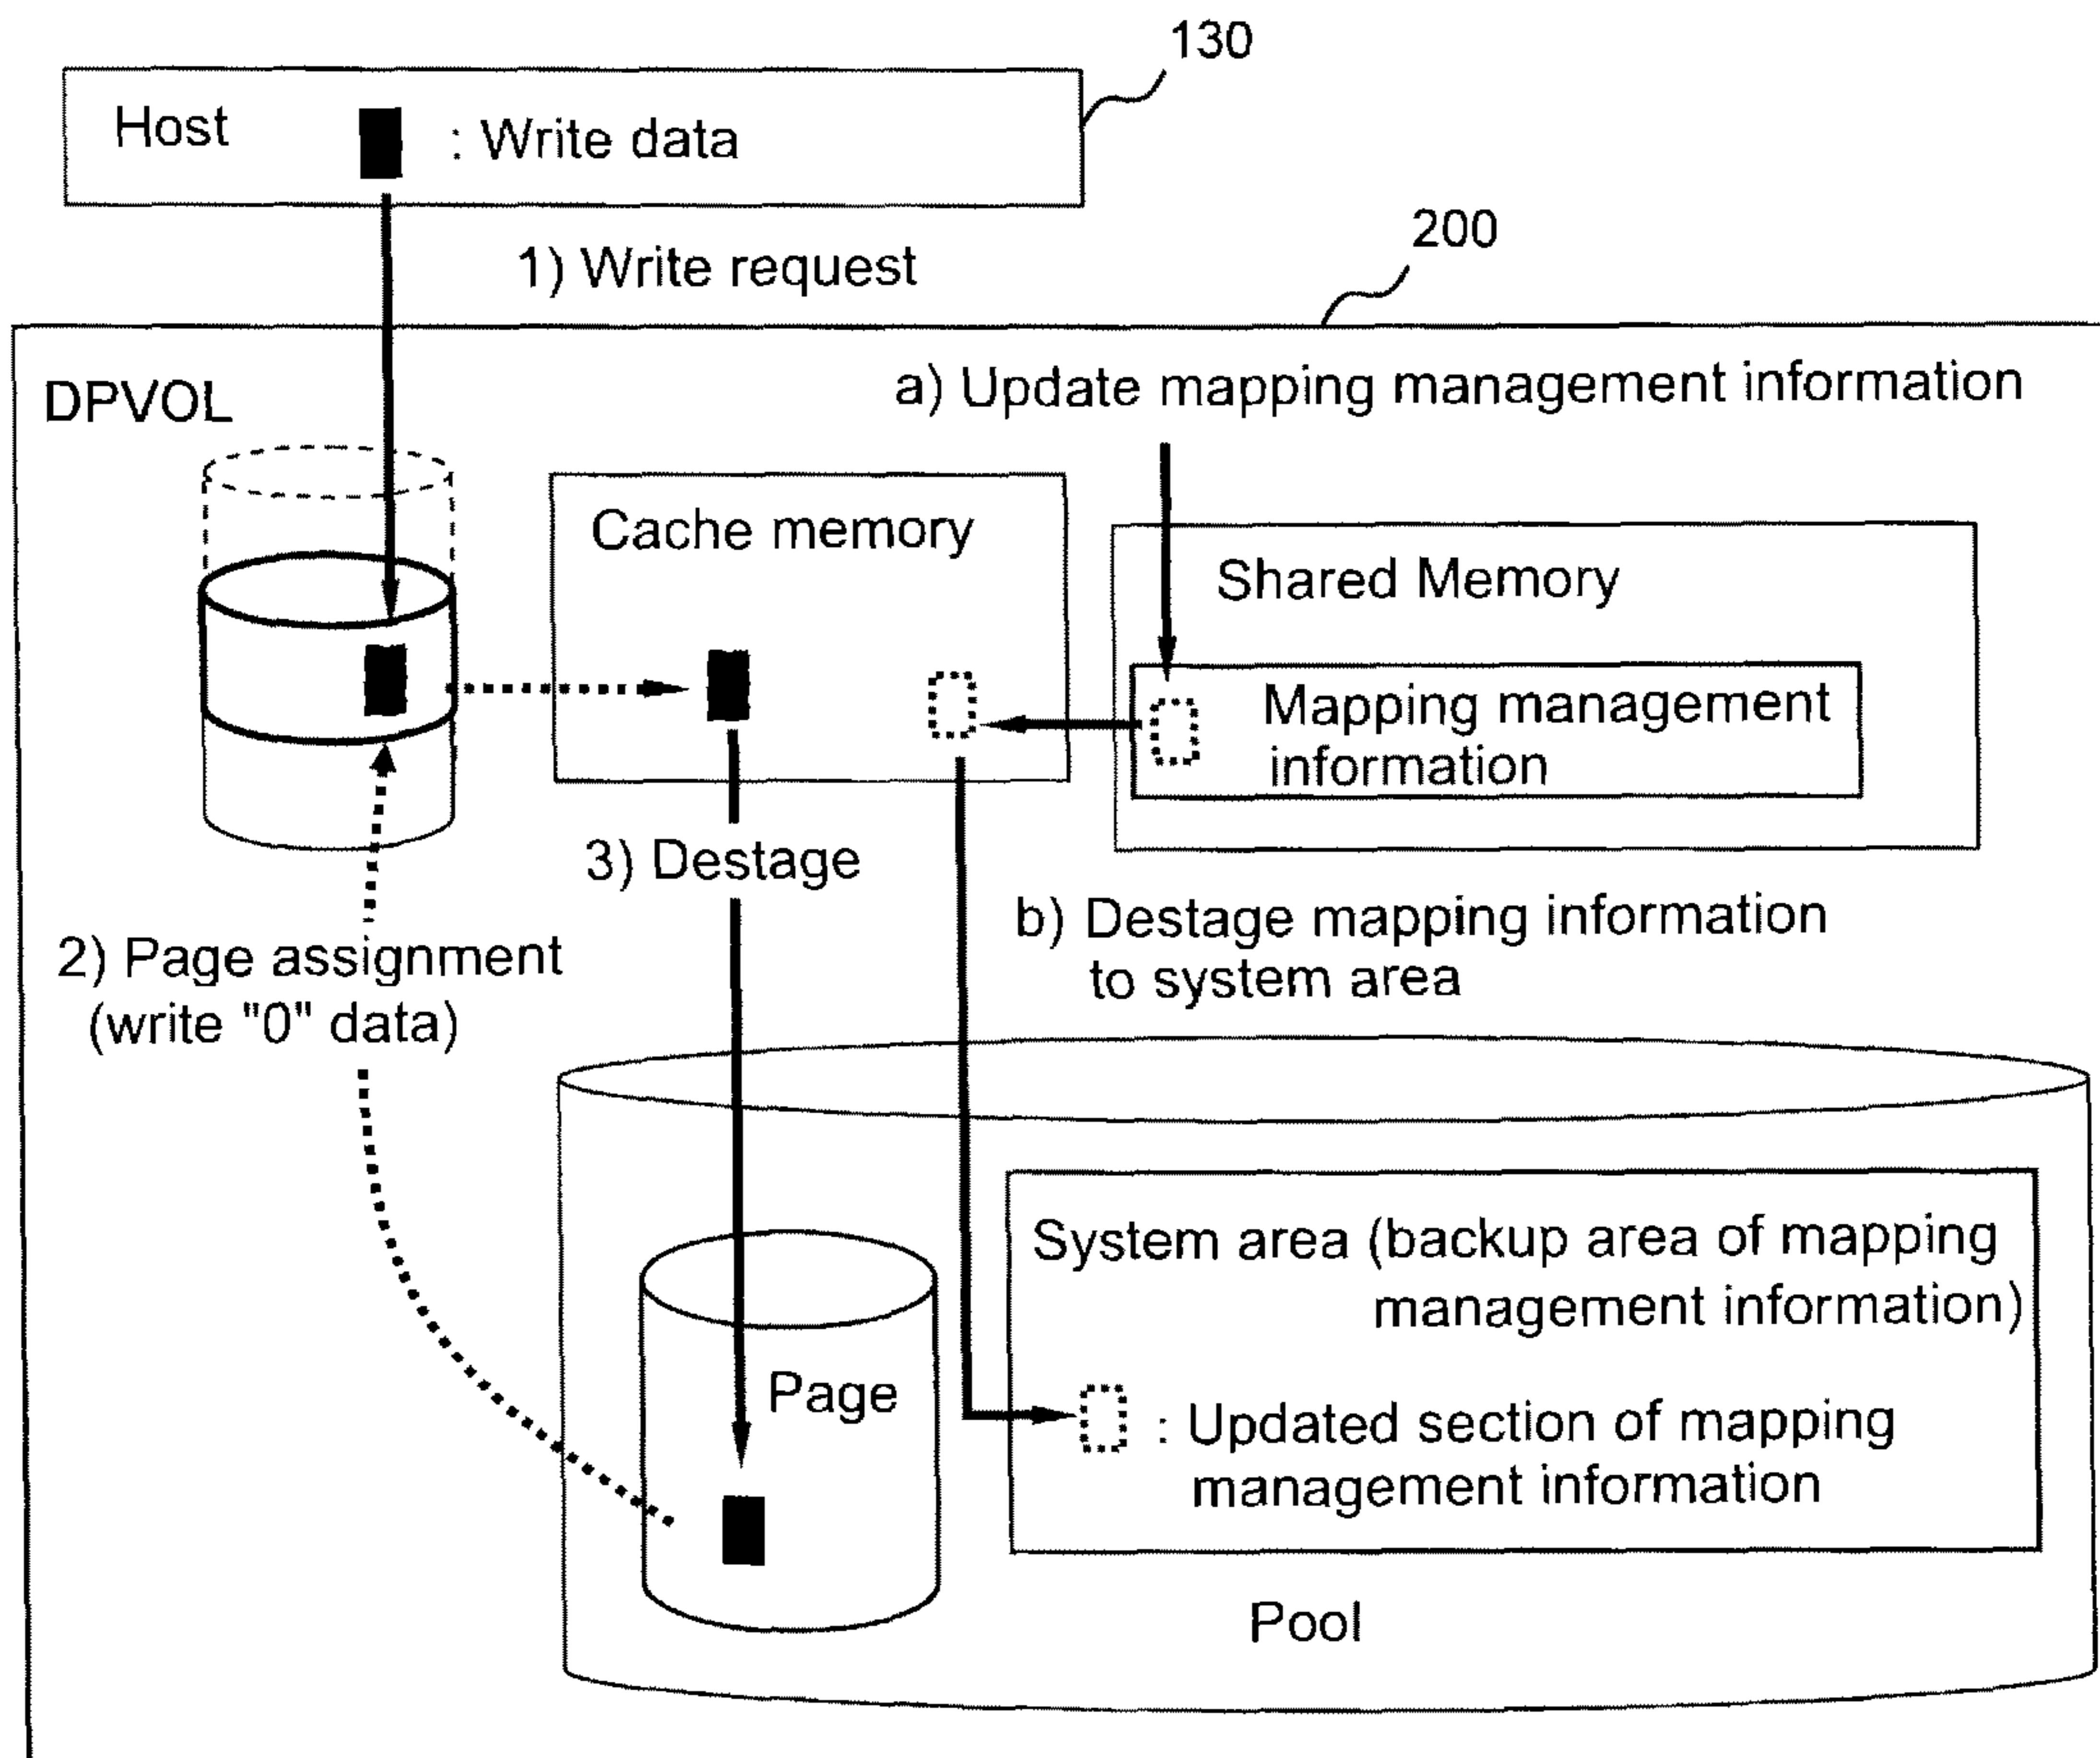 130
Host
: Write data
200
1) Write request
DPVOL
a) Update mapping management information
Cache memory
Shared Memory
Mapping management
information
3) Destage
b) Destage mapping information
to system area
2) Page assignment
(write "0" data)
System area (backup area of mapping
management information)
Page
: Updated section of mapping
management information
Pool